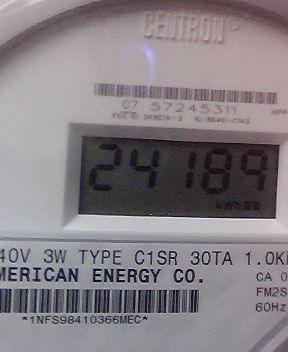 CENTRON
07 57245311
24189
kWh
40V 3W TYPE C1SR 30TA 1.0K
MERICAN ENERGY CO.
CA 0
FM2S
60Hz
*1NFS98410366MEC*